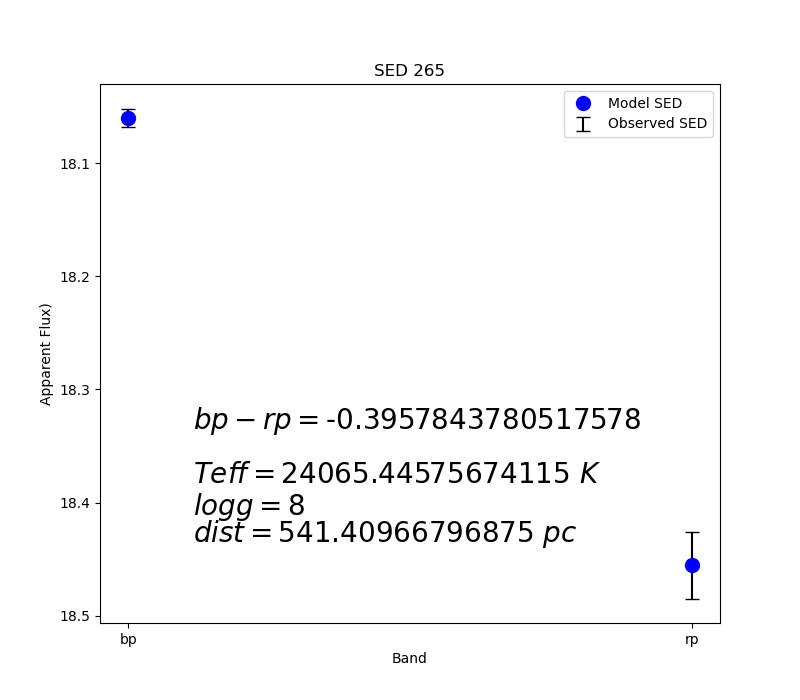 SED 265
Model SED
Observed SED
18.1
18.2
18.3
18.4
18.5
Apparent Flux)
bp − rp = -0.3957843780517578
Teff = 24065.44575674115 K
logg = 8
dist = 541.40966796875 pc
bp
rp
Band